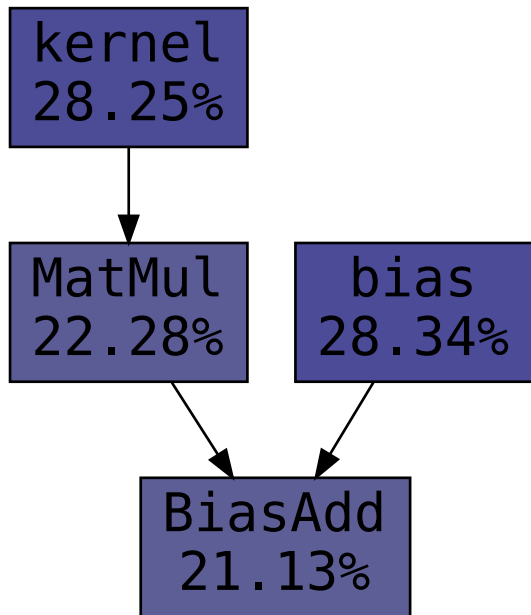 kernel
28.25%
MatMul
22.28%
bias
28.34%
BiasAdd
21.13%